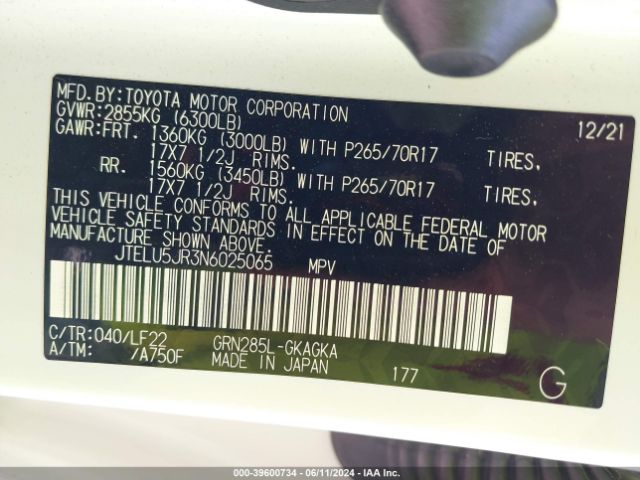 MFD. BY: TOYOTA MOTOR CORPORATION 12/21
GVWR: 2855KG (6300LB)
GAWR: FRT. 1360KG (3000LB) WITH P265/70R17 TIRES,
17X7 1/2J RIMS.
RR. 1560KG (3450LB) WITH P265/70R17 TIRES,
17X7 1/2J RIMS.
THIS VEHICLE CONFORMS TO ALL APPLICABLE FEDERAL MOTOR
VEHICLE SAFETY STANDARDS IN EFFECT ON THE DATE OF
MANUFACTURE SHOWN ABOVE.
JTELU5JR3N6025065 MPV
C/TR: 040/LF22 GRN285L-GKAGKA
A/TM: /A750F MADE IN JAPAN 177 G
000-39600734 - 06/11/2024 - IAA Inc.